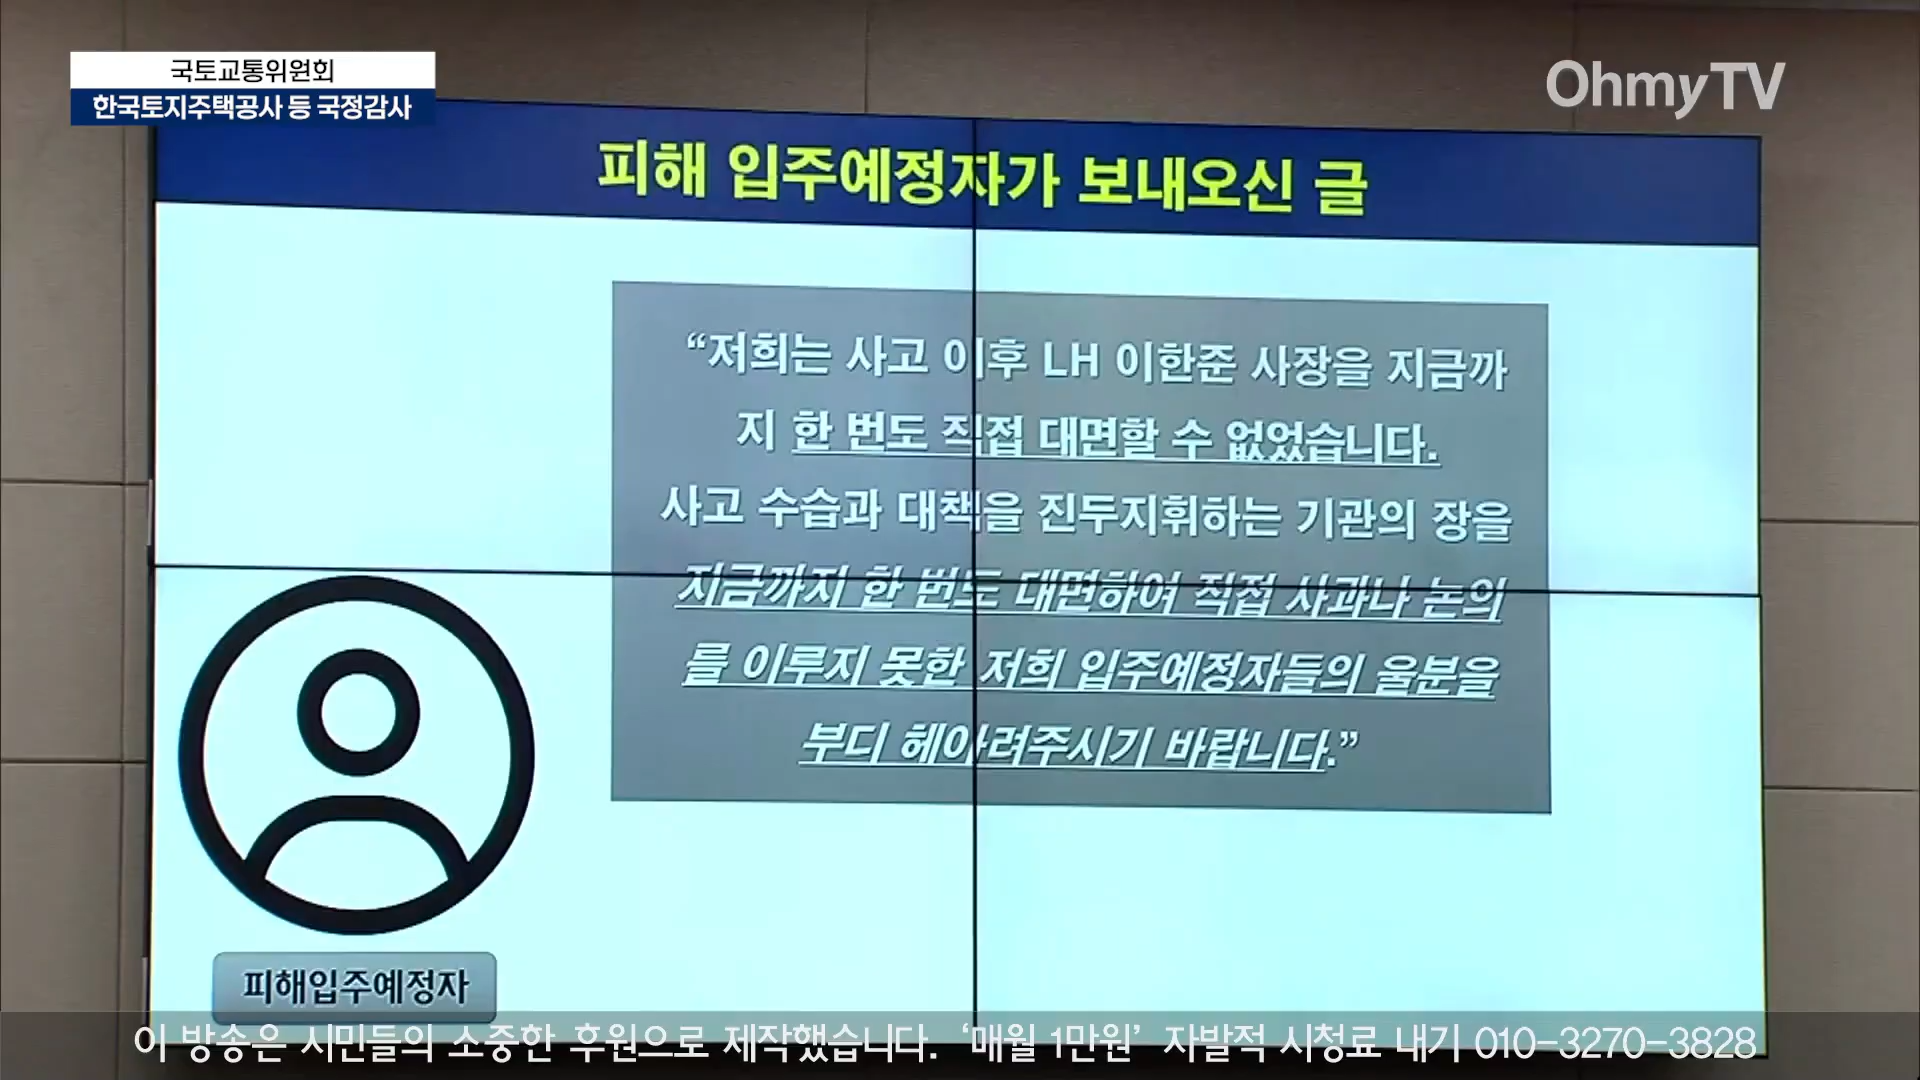 국토교통위원회
한국토지주택공사 등 국정감사
OhmyTV
피해 입주예정자가 보내오신 글
“저희는 사고 이후 LH 이한준 사장을 지금까
지 한 번도 직접 대면할 수 없었습니다.
사고 수습과 대책을 진두지휘하는 기관의 장을
지금까지 한 번도 대면하여 직접 사과나 논의
를 이루지 못한 저희 입주예정자들의 울분을
부디 헤아려주시기 바랍니다.”
피해입주예정자
이 방송은 시민들의 소중한 후원으로 제작했습니다. ‘매월 1만원’ 자발적 시청료 내기 010-3270-3828